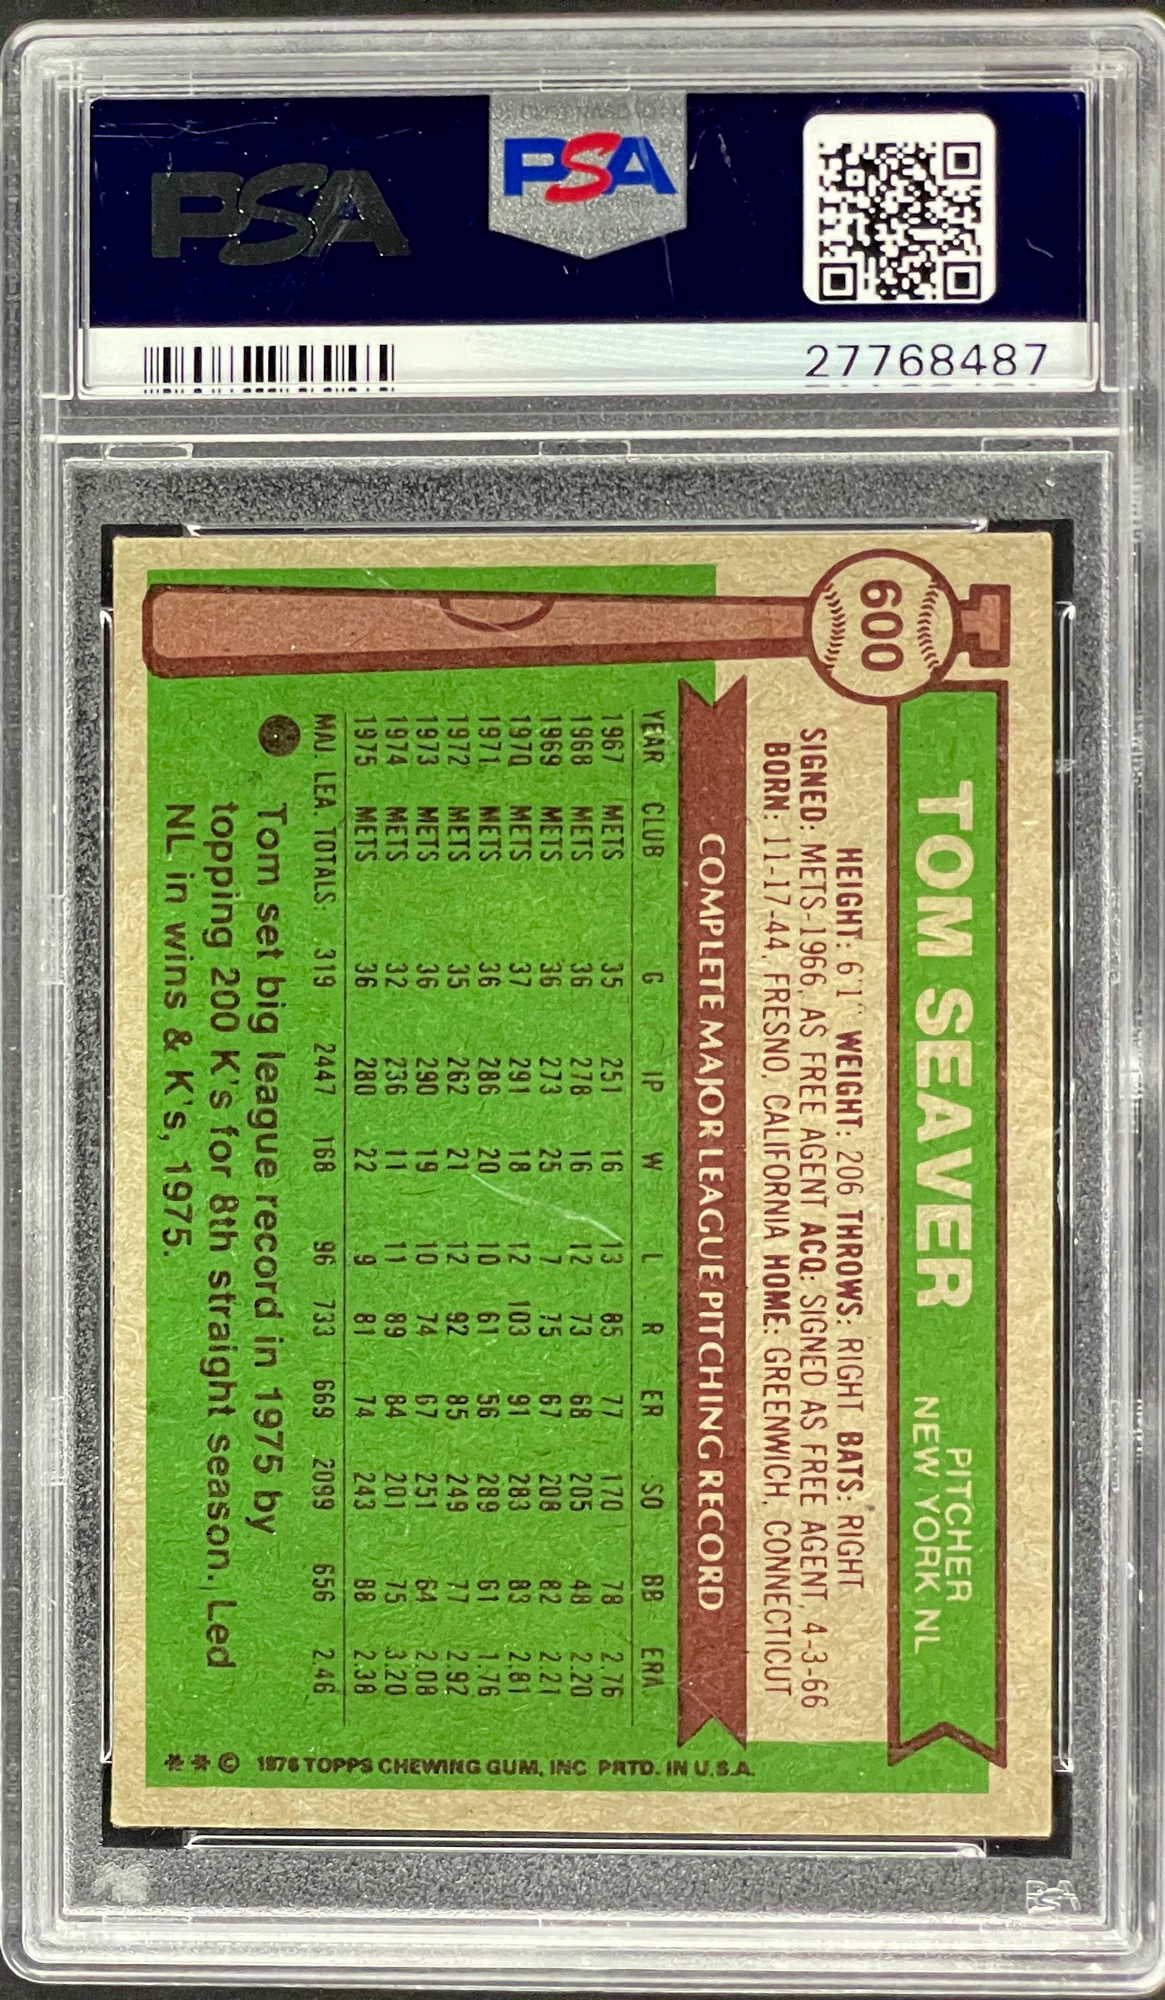 PSA
PSA
27768487
600
TOM SEAVER
PITCHER
NEW YORK NL
HEIGHT: 6'1" WEIGHT: 206 THROWS: RIGHT BATS: RIGHT
SIGNED: METS-1966, AS FREE AGENT ACQ: SIGNED AS FREE AGENT, 4-3-66
BORN: 11-17-44, FRESNO, CALIFORNIA HOME: GREENWICH, CONNECTICUT
COMPLETE MAJOR LEAGUE PITCHING RECORD
YEAR CLUB G IP W L R ER SO BB ERA
1967 METS 35 251 16 13 85 77 170 78 2.76
1968 METS 36 278 16 12 73 68 205 48 2.20
1969 METS 36 273 25 7 75 67 208 82 2.21
1970 METS 37 291 18 12 103 91 283 83 2.81
1971 METS 36 286 20 10 61 56 289 61 1.76
1972 METS 35 262 21 12 92 85 249 77 2.92
1973 METS 36 290 19 10 74 67 251 64 2.08
1974 METS 32 236 11 11 89 84 201 75 3.20
1975 METS 36 280 22 9 81 74 243 88 2.38
MAJ. LEA. TOTALS: 319 2447 168 96 733 669 2099 656 2.46
Tom set big league record in 1975 by
topping 200 K's for 8th straight season. Led
NL in wins & K's, 1975.
** © 1976 TOPPS CHEWING GUM, INC PRTD. IN U.S.A.